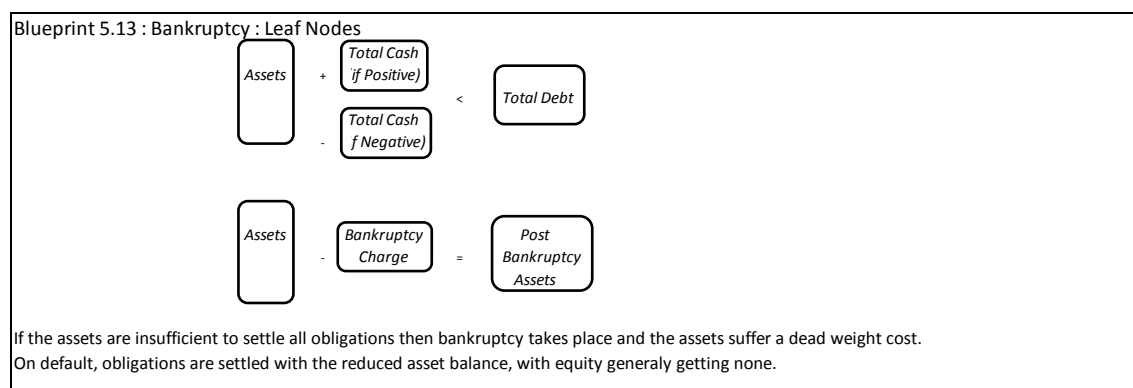 Blueprint 5.13 : Bankruptcy : Leaf Nodes
Assets + Total Cash
if Positive)
< Total Debt
- Total Cash
f Negative)
Assets - Bankruptcy
Charge
= Post
Bankruptcy
Assets
If the assets are insufficient to settle all obligations then bankruptcy takes place and the assets suffer a dead weight cost.
On default, obligations are settled with the reduced asset balance, with equity generaly getting none.